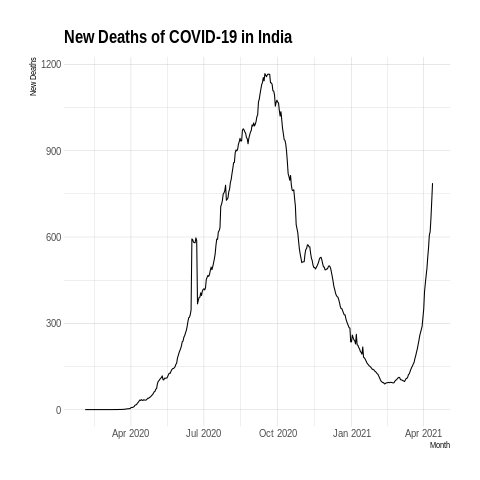 New Deaths of COVID-19 in India
New Deaths
1200
900
600
300
0
Apr 2020 Jul 2020 Oct 2020 Jan 2021 Apr 2021
Month